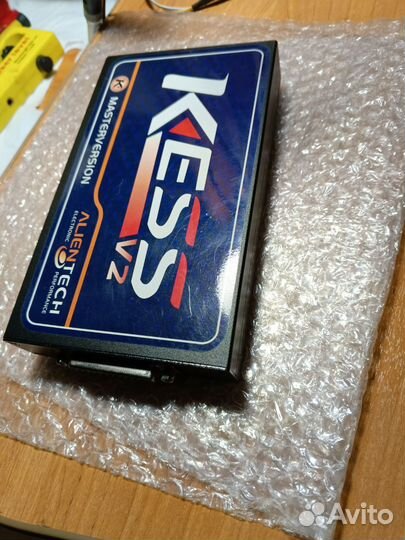 KESS
V2
K MASTERVERSION
ALIENTECH
ELECTRONIC PERFORMANCE
Avito